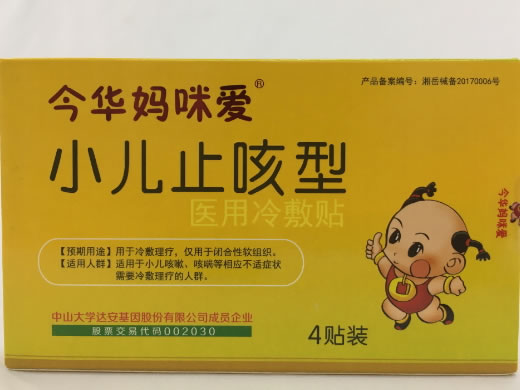 产品备案编号：湘岳械备20170006号
今华妈咪爱®
小儿止咳型
医用冷敷贴
【预期用途】用于冷敷理疗，仅用于闭合性软组织。
【适用人群】适用于小儿咳嗽、咳喘等相应不适症状
需要冷敷理疗的人群。
中山大学达安基因股份有限公司成员企业
股票交易代码002030
4贴装
今华妈咪爱